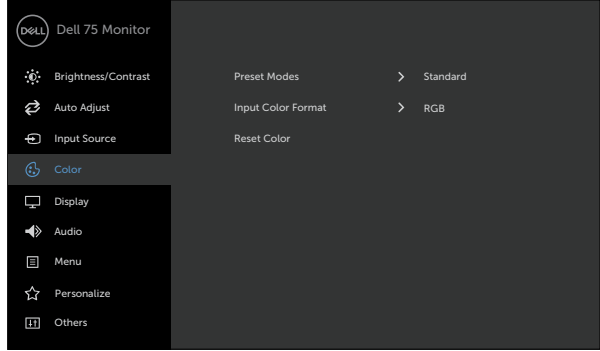 DELL Dell 75 Monitor
Brightness/Contrast Preset Modes Standard
Auto Adjust Input Color Format RGB
Input Source Reset Color
Color
Display
Audio
Menu
Personalize
Others